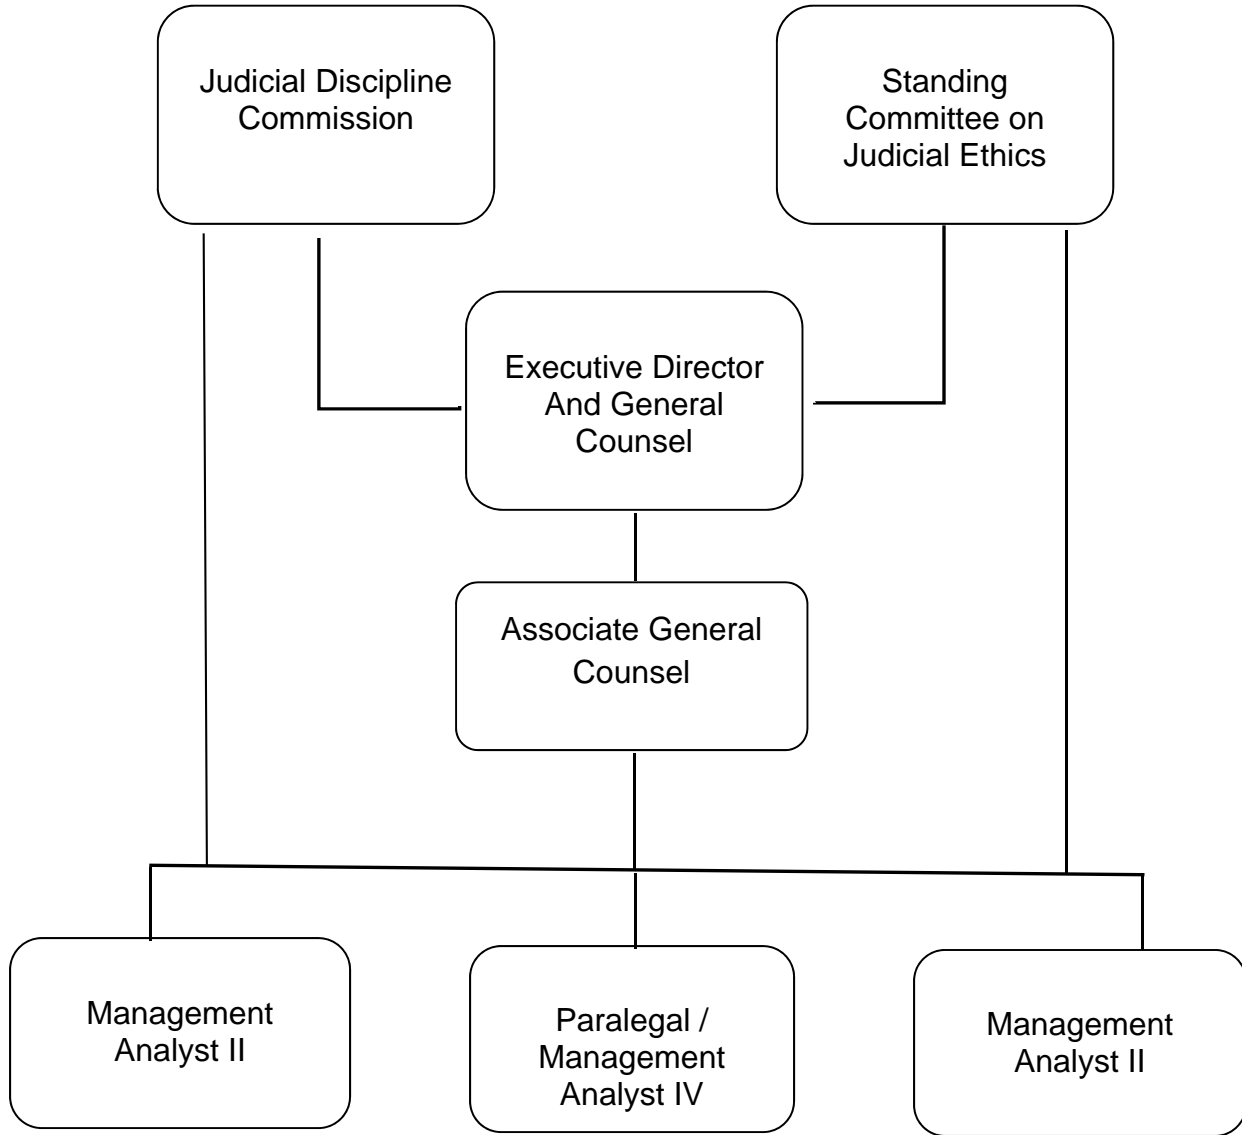 Judicial Discipline
Commission
Standing
Committee on
Judicial Ethics
Executive Director
And General
Counsel
Associate General
Counsel
Management
Analyst II
Paralegal /
Management
Analyst IV
Management
Analyst II